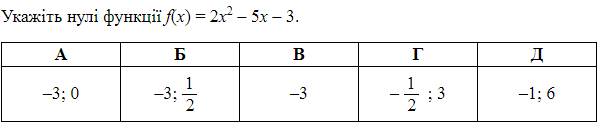 Укажіть нулі функції f(x) = 2x² – 5x – 3.
А Б В Г Д
–3; 0 –3; 1/2 –3 – 1/2 ; 3 –1; 6